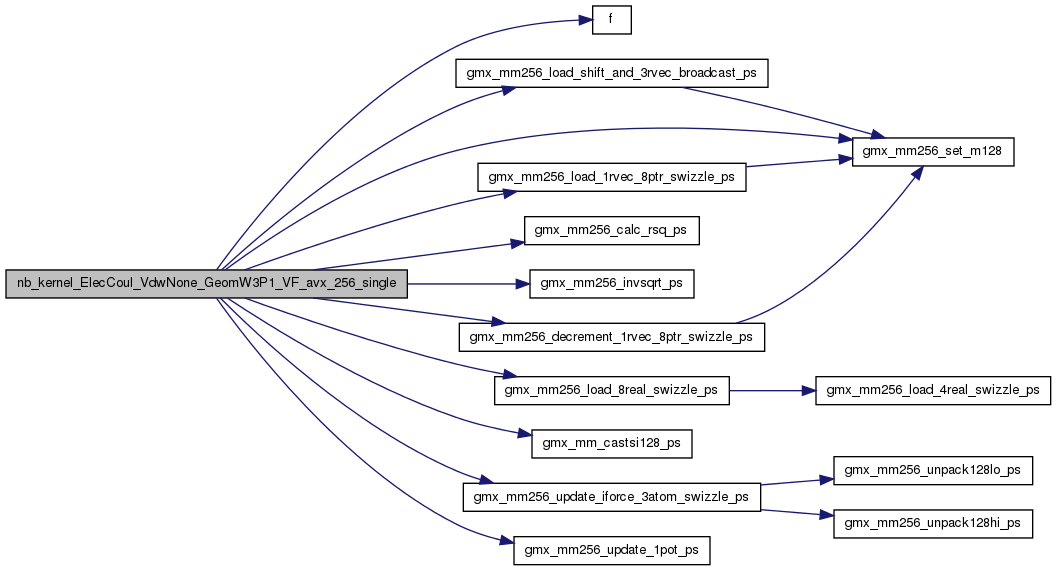 f
gmx_mm256_load_shift_and_3rvec_broadcast_ps
gmx_mm256_set_m128
gmx_mm256_load_1rvec_8ptr_swizzle_ps
gmx_mm256_calc_rsq_ps
nb_kernel_ElecCoul_VdwNone_GeomW3P1_VF_avx_256_single
gmx_mm256_invsqrt_ps
gmx_mm256_decrement_1rvec_8ptr_swizzle_ps
gmx_mm256_load_8real_swizzle_ps
gmx_mm256_load_4real_swizzle_ps
gmx_mm_castsi128_ps
gmx_mm256_unpack128lo_ps
gmx_mm256_update_iforce_3atom_swizzle_ps
gmx_mm256_unpack128hi_ps
gmx_mm256_update_1pot_ps